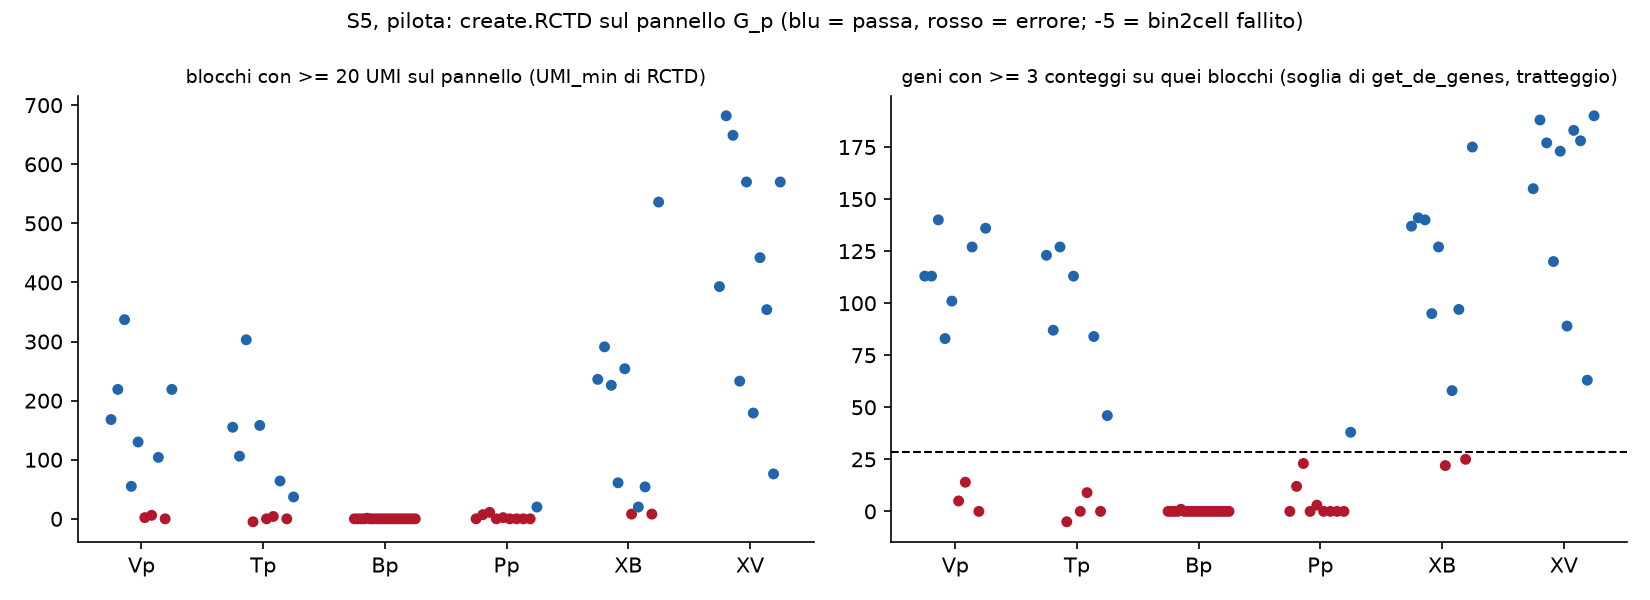 S5, pilota: create.RCTD sul pannello G_p (blu = passa, rosso = errore; -5 = bin2cell fallito)
blocchi con >= 20 UMI sul pannello (UMI_min di RCTD)
700
600
500
400
300
200
100
0
Vp
Tp
Bp
Pp
XB
XV
geni con >= 3 conteggi su quei blocchi (soglia di get_de_genes, tratteggio)
175
150
125
100
75
50
25
0
Vp
Tp
Bp
Pp
XB
XV